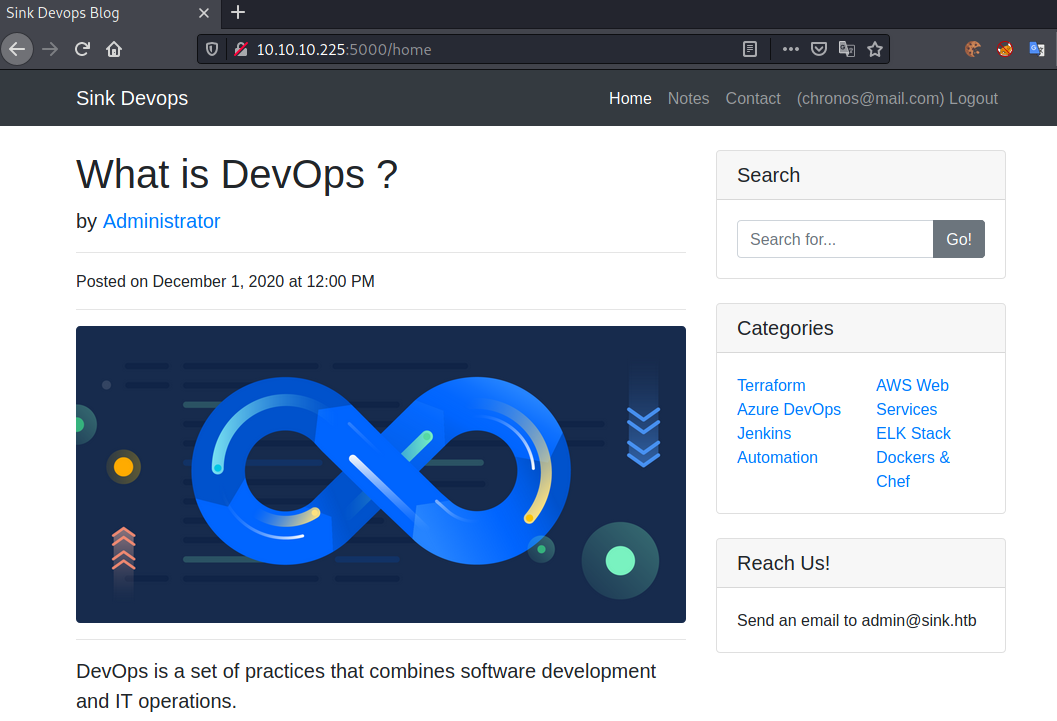 Sink Devops Blog
10.10.10.225:5000/home
Sink Devops
Home Notes Contact (chronos@mail.com) Logout
What is DevOps ?
by Administrator
Posted on December 1, 2020 at 12:00 PM
DevOps is a set of practices that combines software development
and IT operations.
Search
Search for... Go!
Categories
Terraform
Azure DevOps
Jenkins
Automation
AWS Web
Services
ELK Stack
Dockers &
Chef
Reach Us!
Send an email to admin@sink.htb